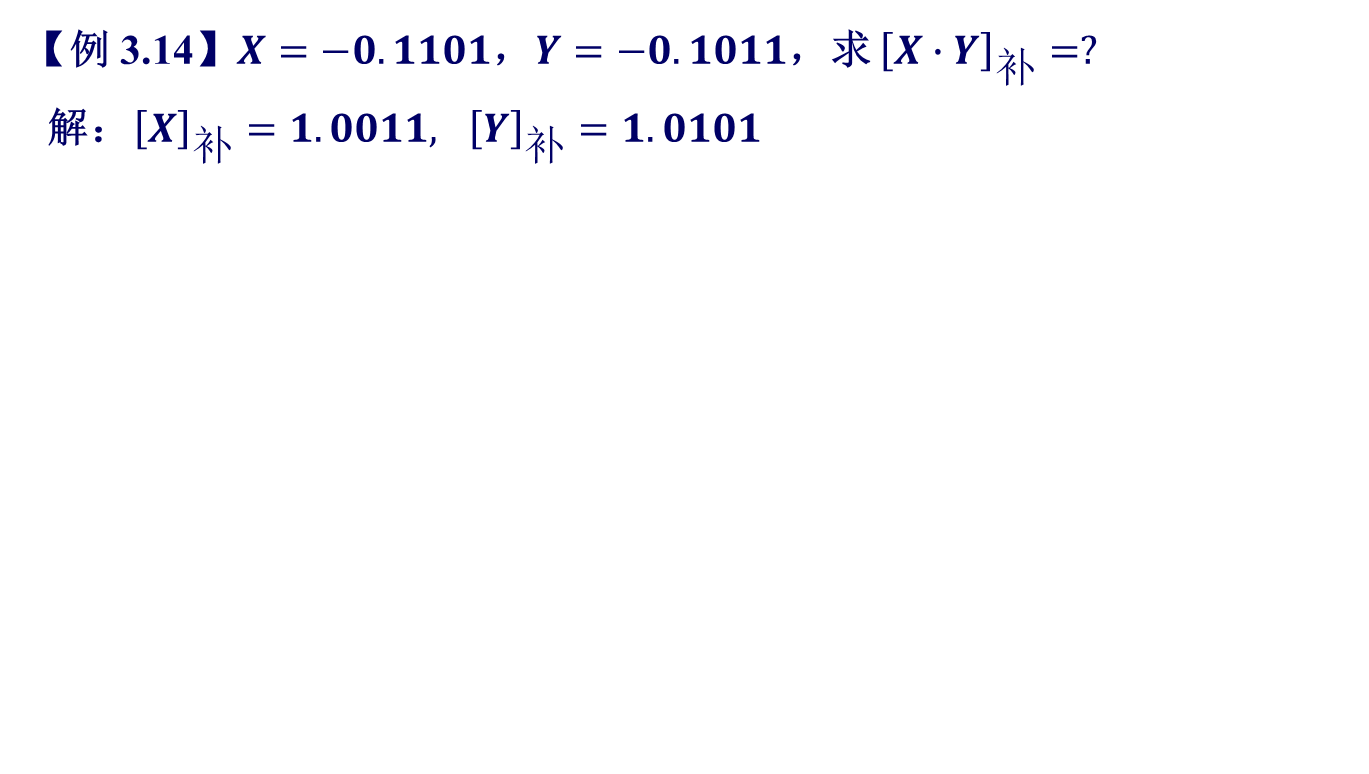 【例 3.14】X = −0.1101，Y = −0.1011，求 [X · Y]补 =?
解：[X]补 = 1.0011, [Y]补 = 1.0101